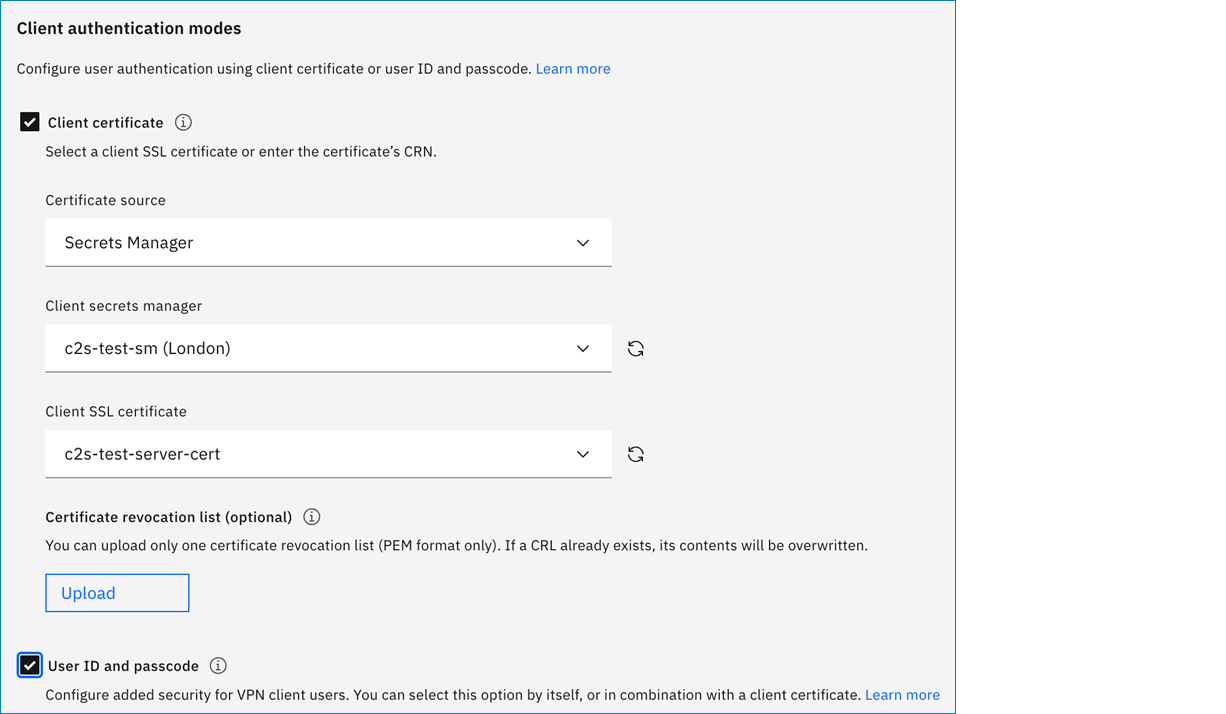 Client authentication modes
Configure user authentication using client certificate or user ID and passcode. Learn more
Client certificate
Select a client SSL certificate or enter the certificate’s CRN.
Certificate source
Secrets Manager
Client secrets manager
c2s-test-sm (London)
Client SSL certificate
c2s-test-server-cert
Certificate revocation list (optional)
You can upload only one certificate revocation list (PEM format only). If a CRL already exists, its contents will be overwritten.
Upload
User ID and passcode
Configure added security for VPN client users. You can select this option by itself, or in combination with a client certificate. Learn more